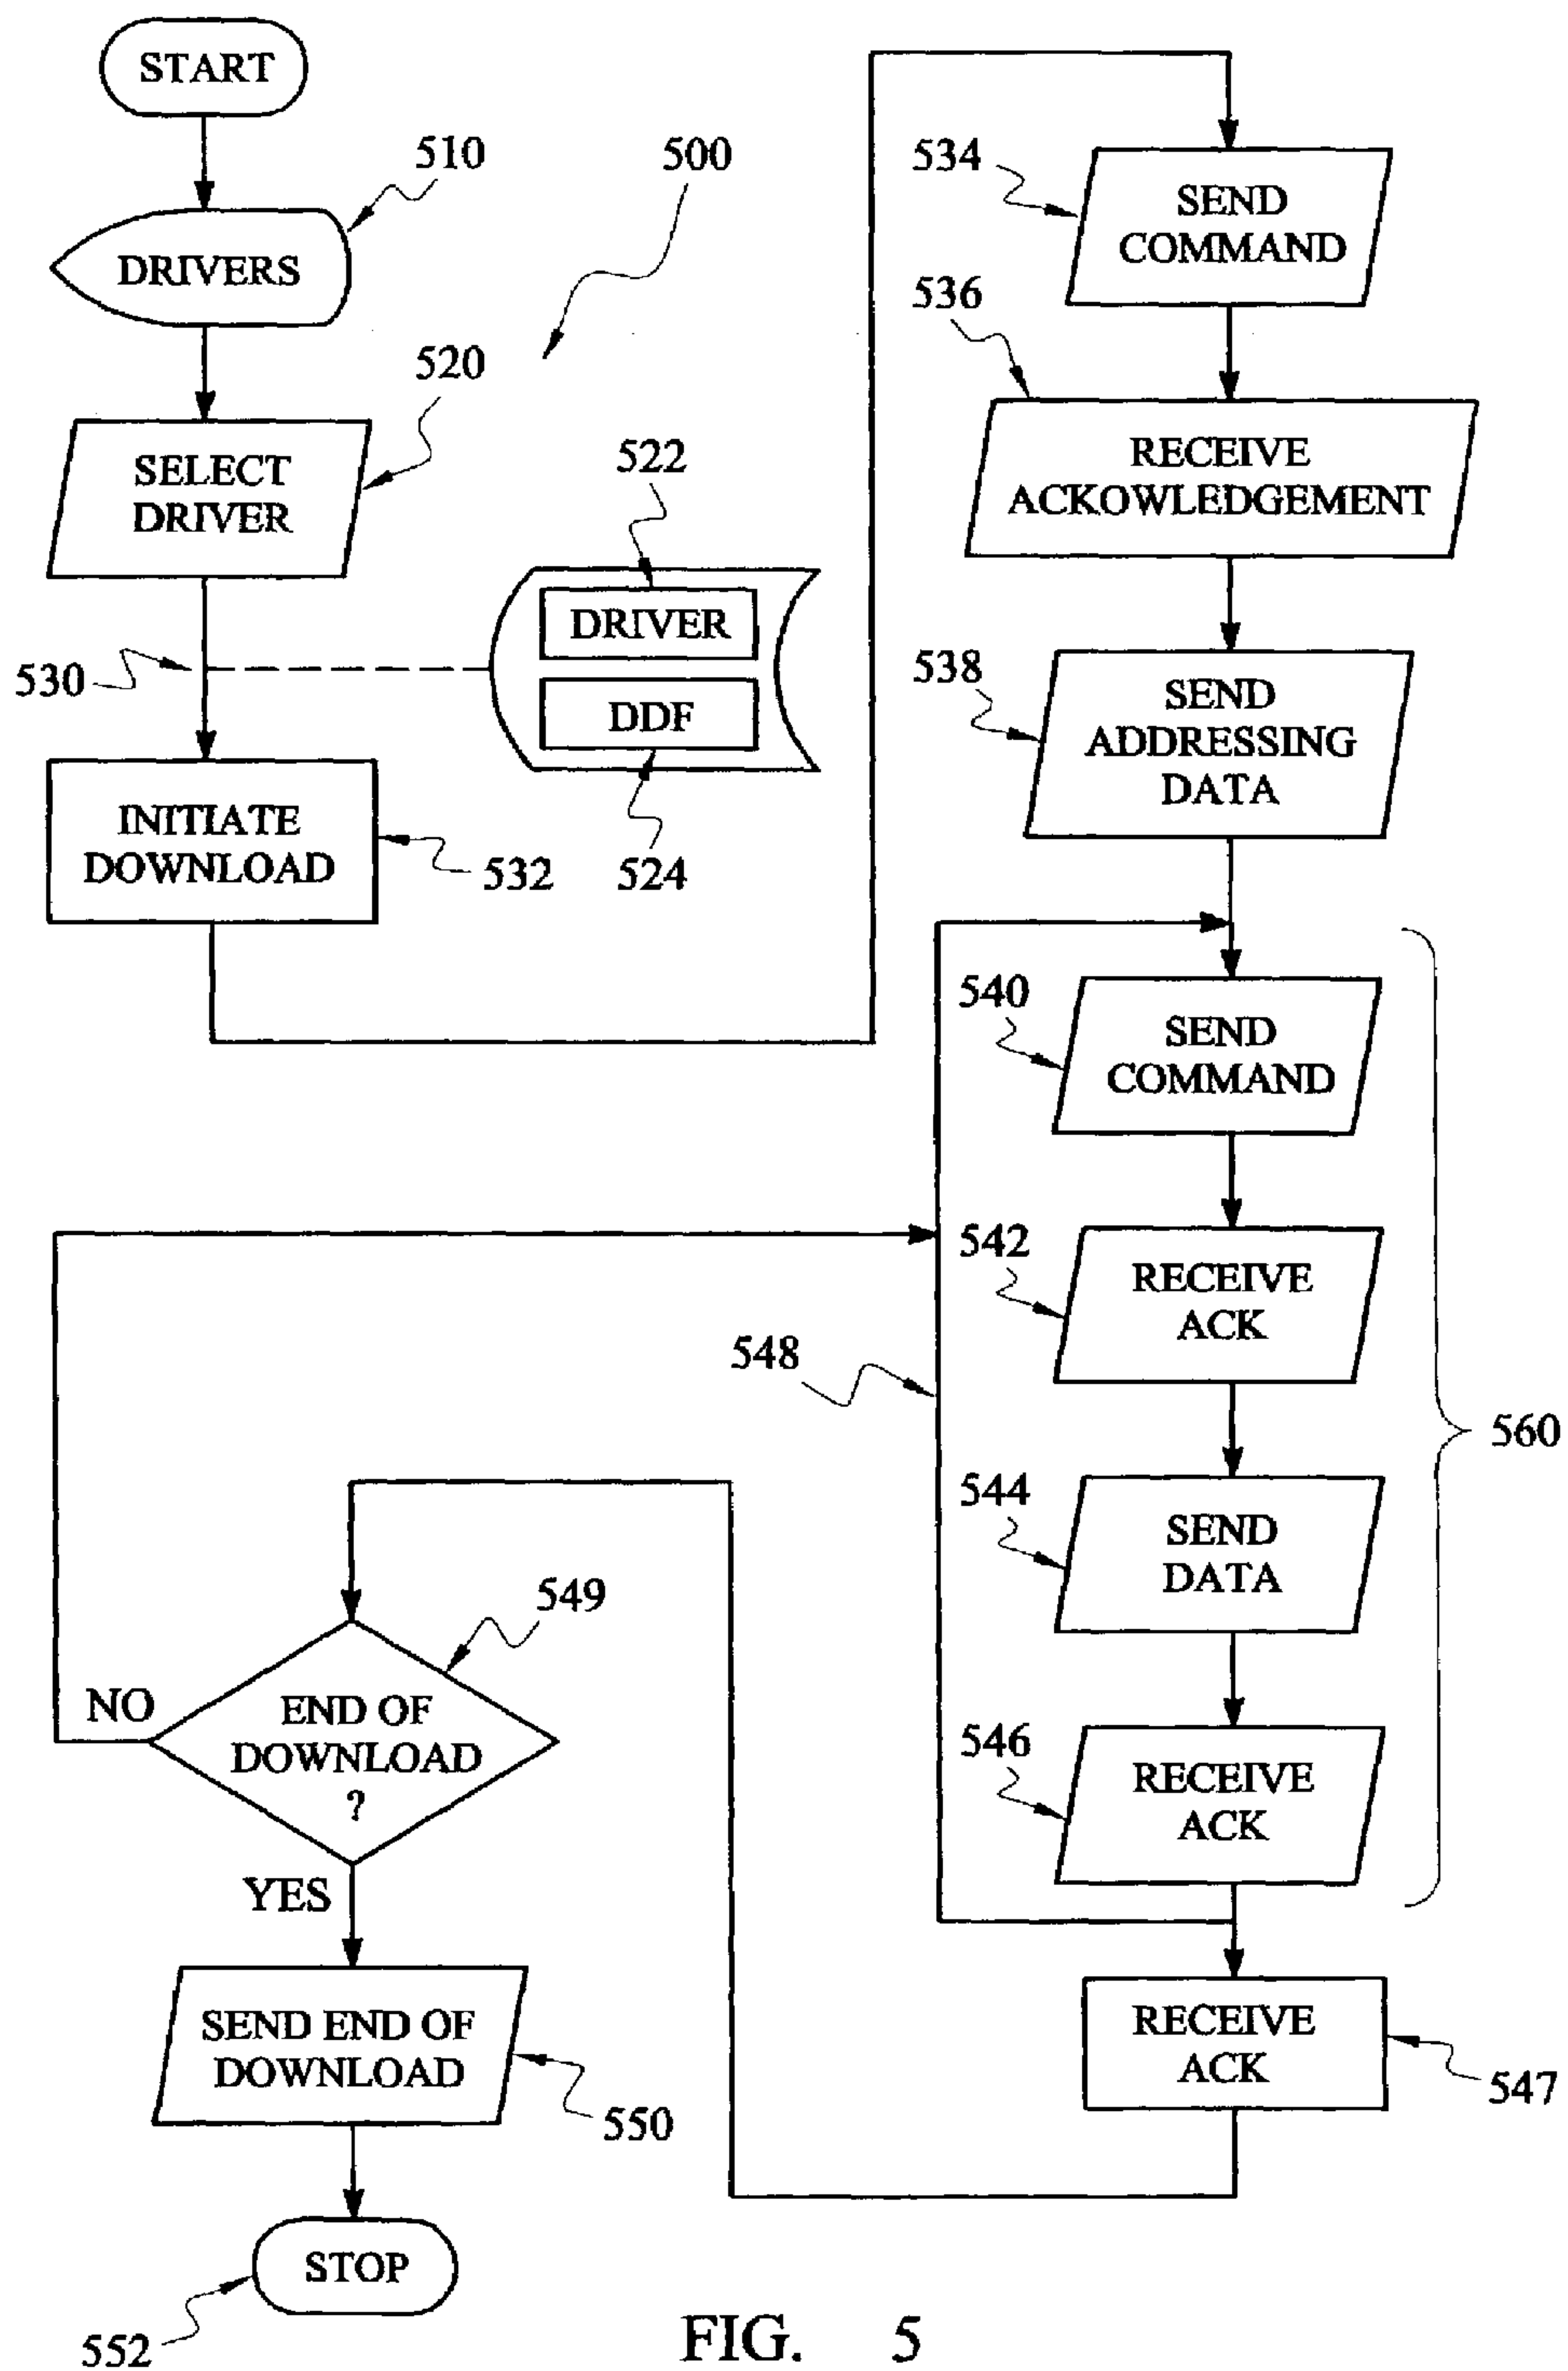 START
510
DRIVERS
500
520
SELECT
DRIVER
522
DRIVER
530
DDF
524
INITIATE
DOWNLOAD
532
534
SEND
COMMAND
536
RECEIVE
ACKOWLEDGEMENT
538
SEND
ADDRESSING
DATA
540
SEND
COMMAND
542
RECEIVE
ACK
548
560
544
SEND
DATA
546
RECEIVE
ACK
RECEIVE
ACK
547
549
NO
END OF
DOWNLOAD
?
YES
SEND END OF
DOWNLOAD
550
STOP
552
FIG. 5